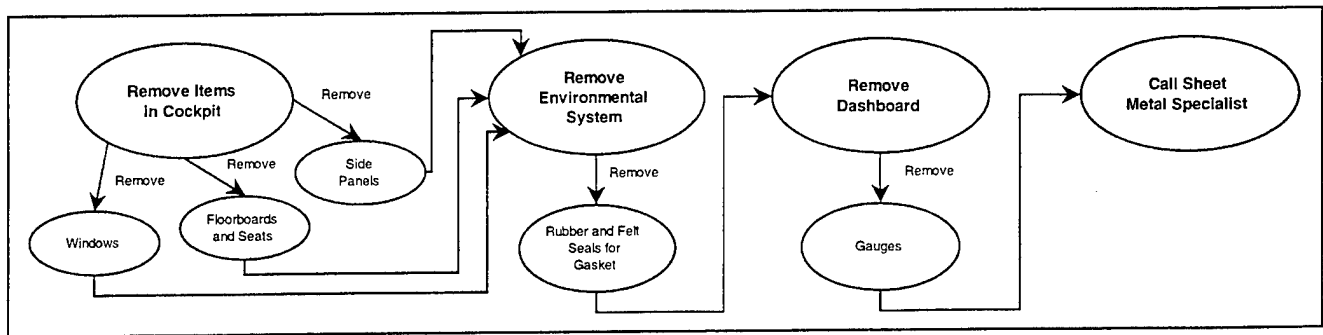 Remove Items
in Cockpit
Remove
Side
Panels
Remove
Floorboards
and Seats
Remove
Windows
Remove
Environmental
System
Remove
Rubber and Felt
Seals for
Gasket
Remove
Dashboard
Remove
Gauges
Call Sheet
Metal Specialist